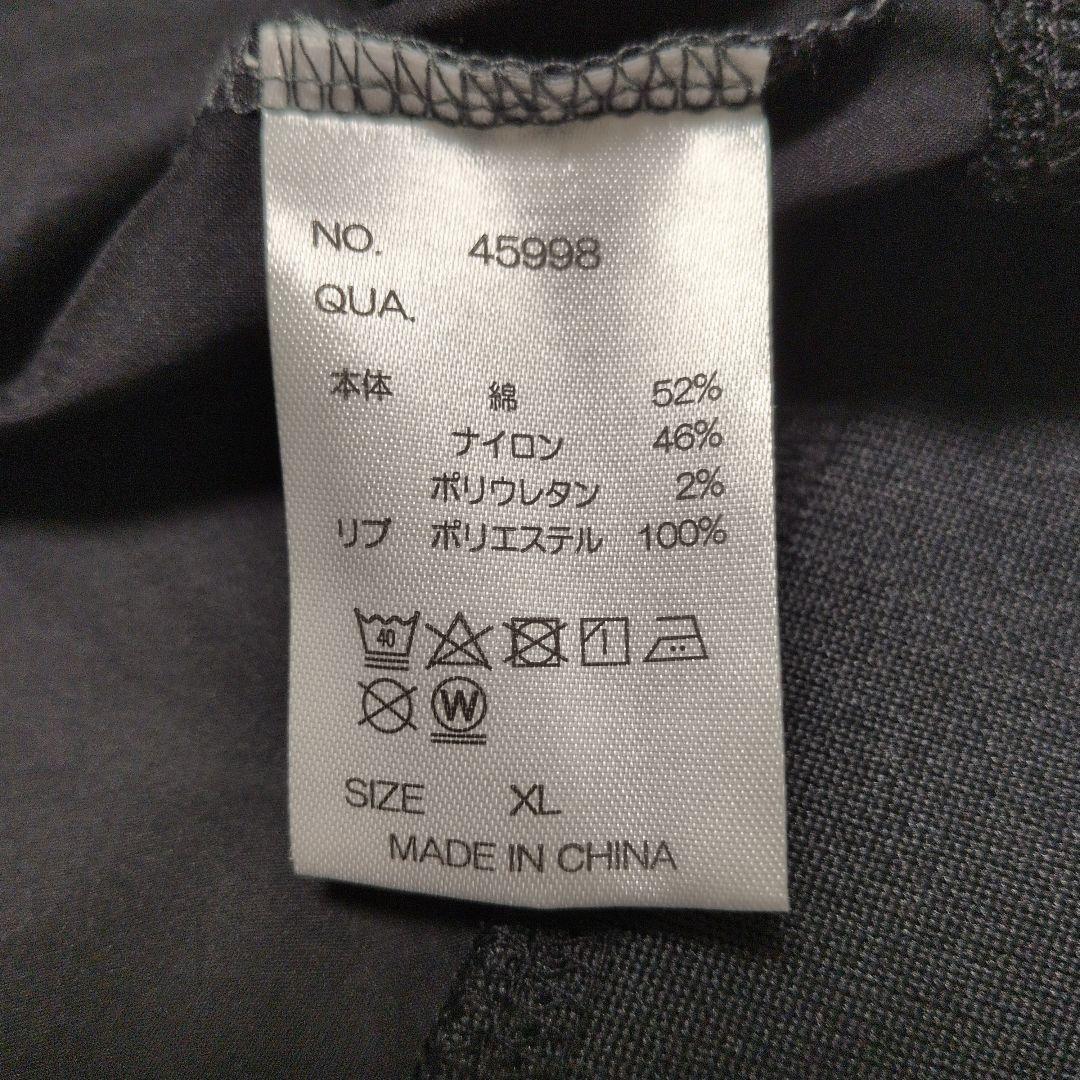 NO. 45998
QUA.
本体 綿 52%
ナイロン 46%
ポリウレタン 2%
リブ ポリエステル 100%
40
W
SIZE XL
MADE IN CHINA